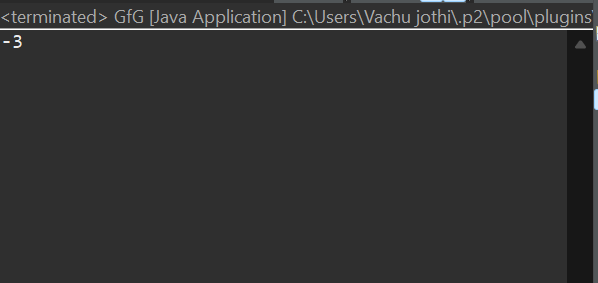 <terminated> GfG [Java Application] C:\Users\Vachu jothi\.p2\pool\plugins\
-3